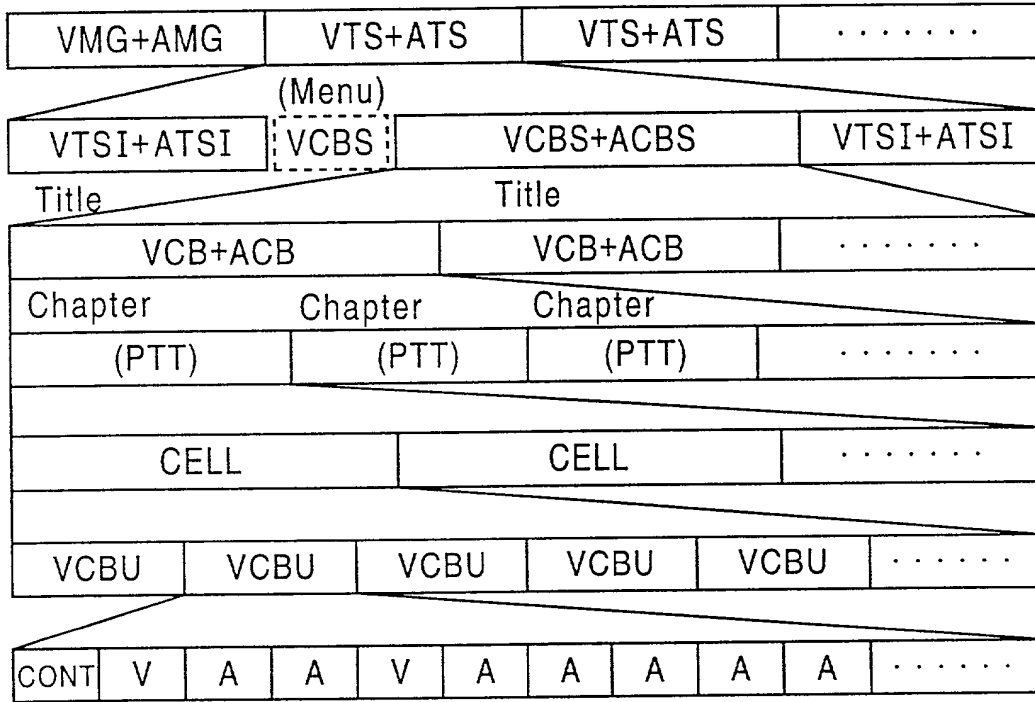 VMG+AMG VTS+ATS VTS+ATS .......
(Menu)
VTSI+ATSI VCBS VCBS+ACBS VTSI+ATSI
Title Title
VCB+ACB VCB+ACB .......
Chapter Chapter Chapter
(PTT) (PTT) (PTT) .......
CELL CELL .......
VCBU VCBU VCBU VCBU VCBU ......
CONT V A A V A A A A A ......